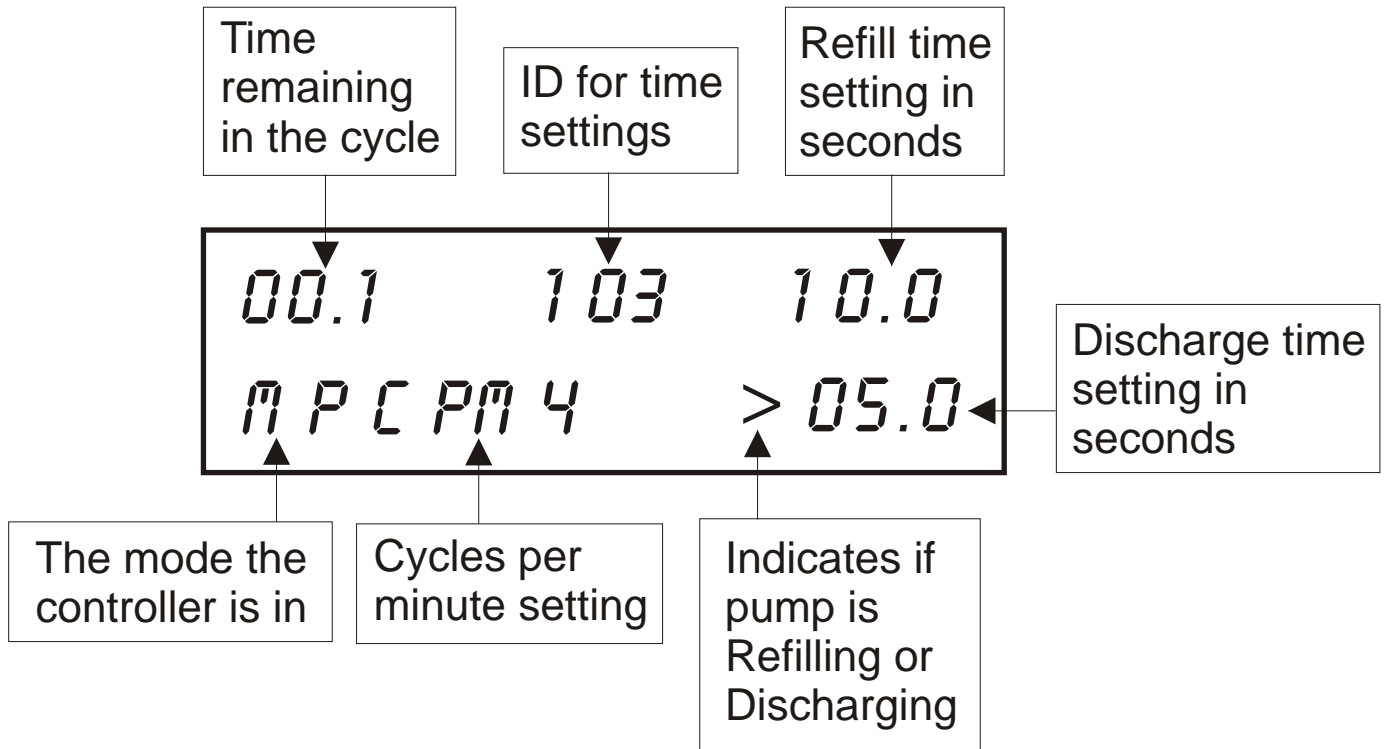 Time
remaining
in the cycle
ID for time
settings
Refill time
setting in
seconds
00.1 103 10.0
MPCPM4 >05.0
Discharge time
setting in
seconds
The mode the
controller is in
Cycles per
minute setting
Indicates if
pump is
Refilling or
Discharging